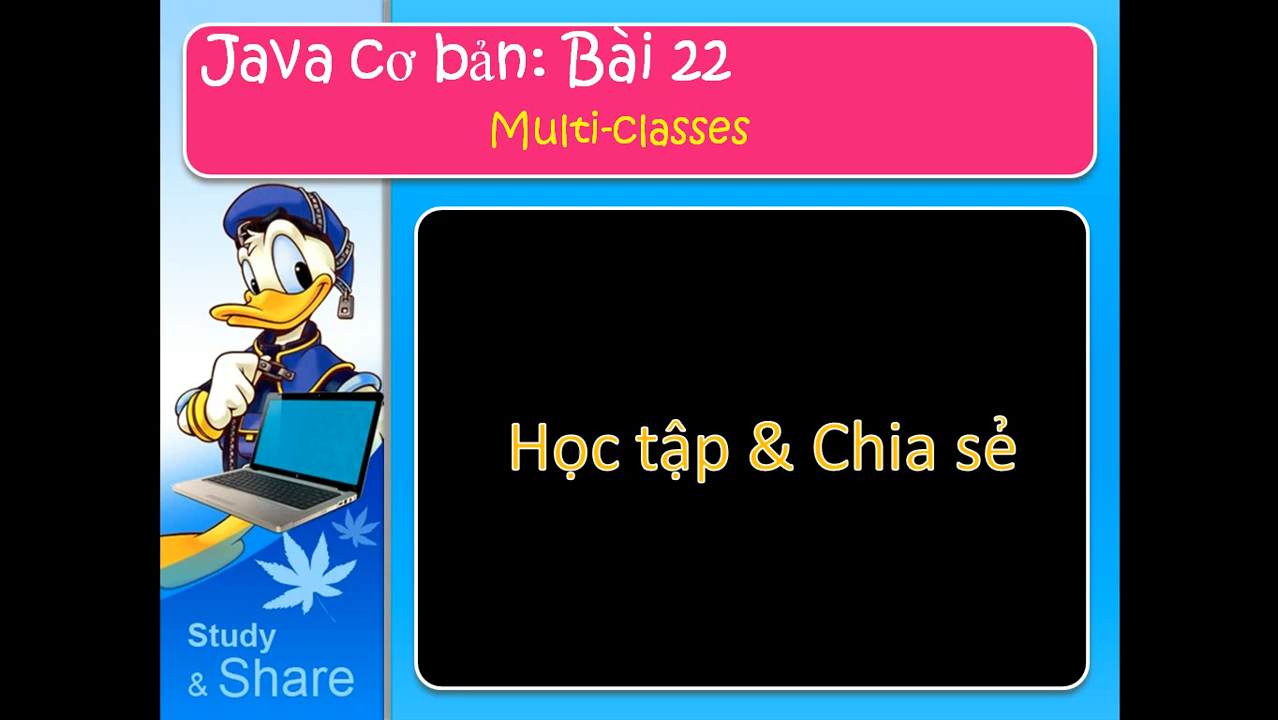 Java cơ bản: Bài 22
Multi-classes
Học tập & Chia sẻ
Study
& Share